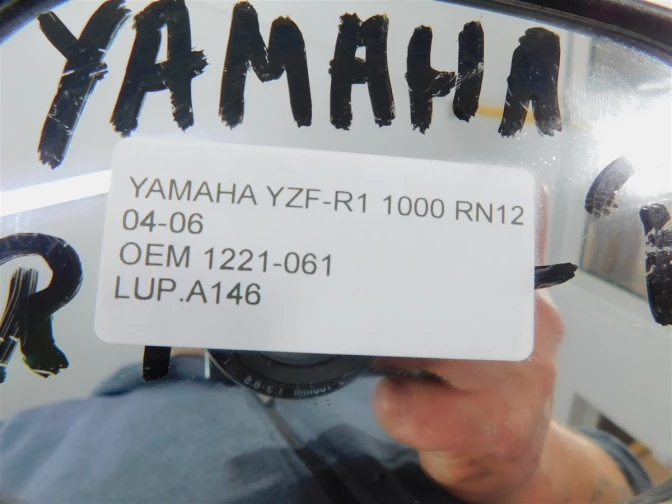 YAMAHA
YAMAHA YZF-R1 1000 RN12
04-06
OEM 1221-061
LUP.A146
R